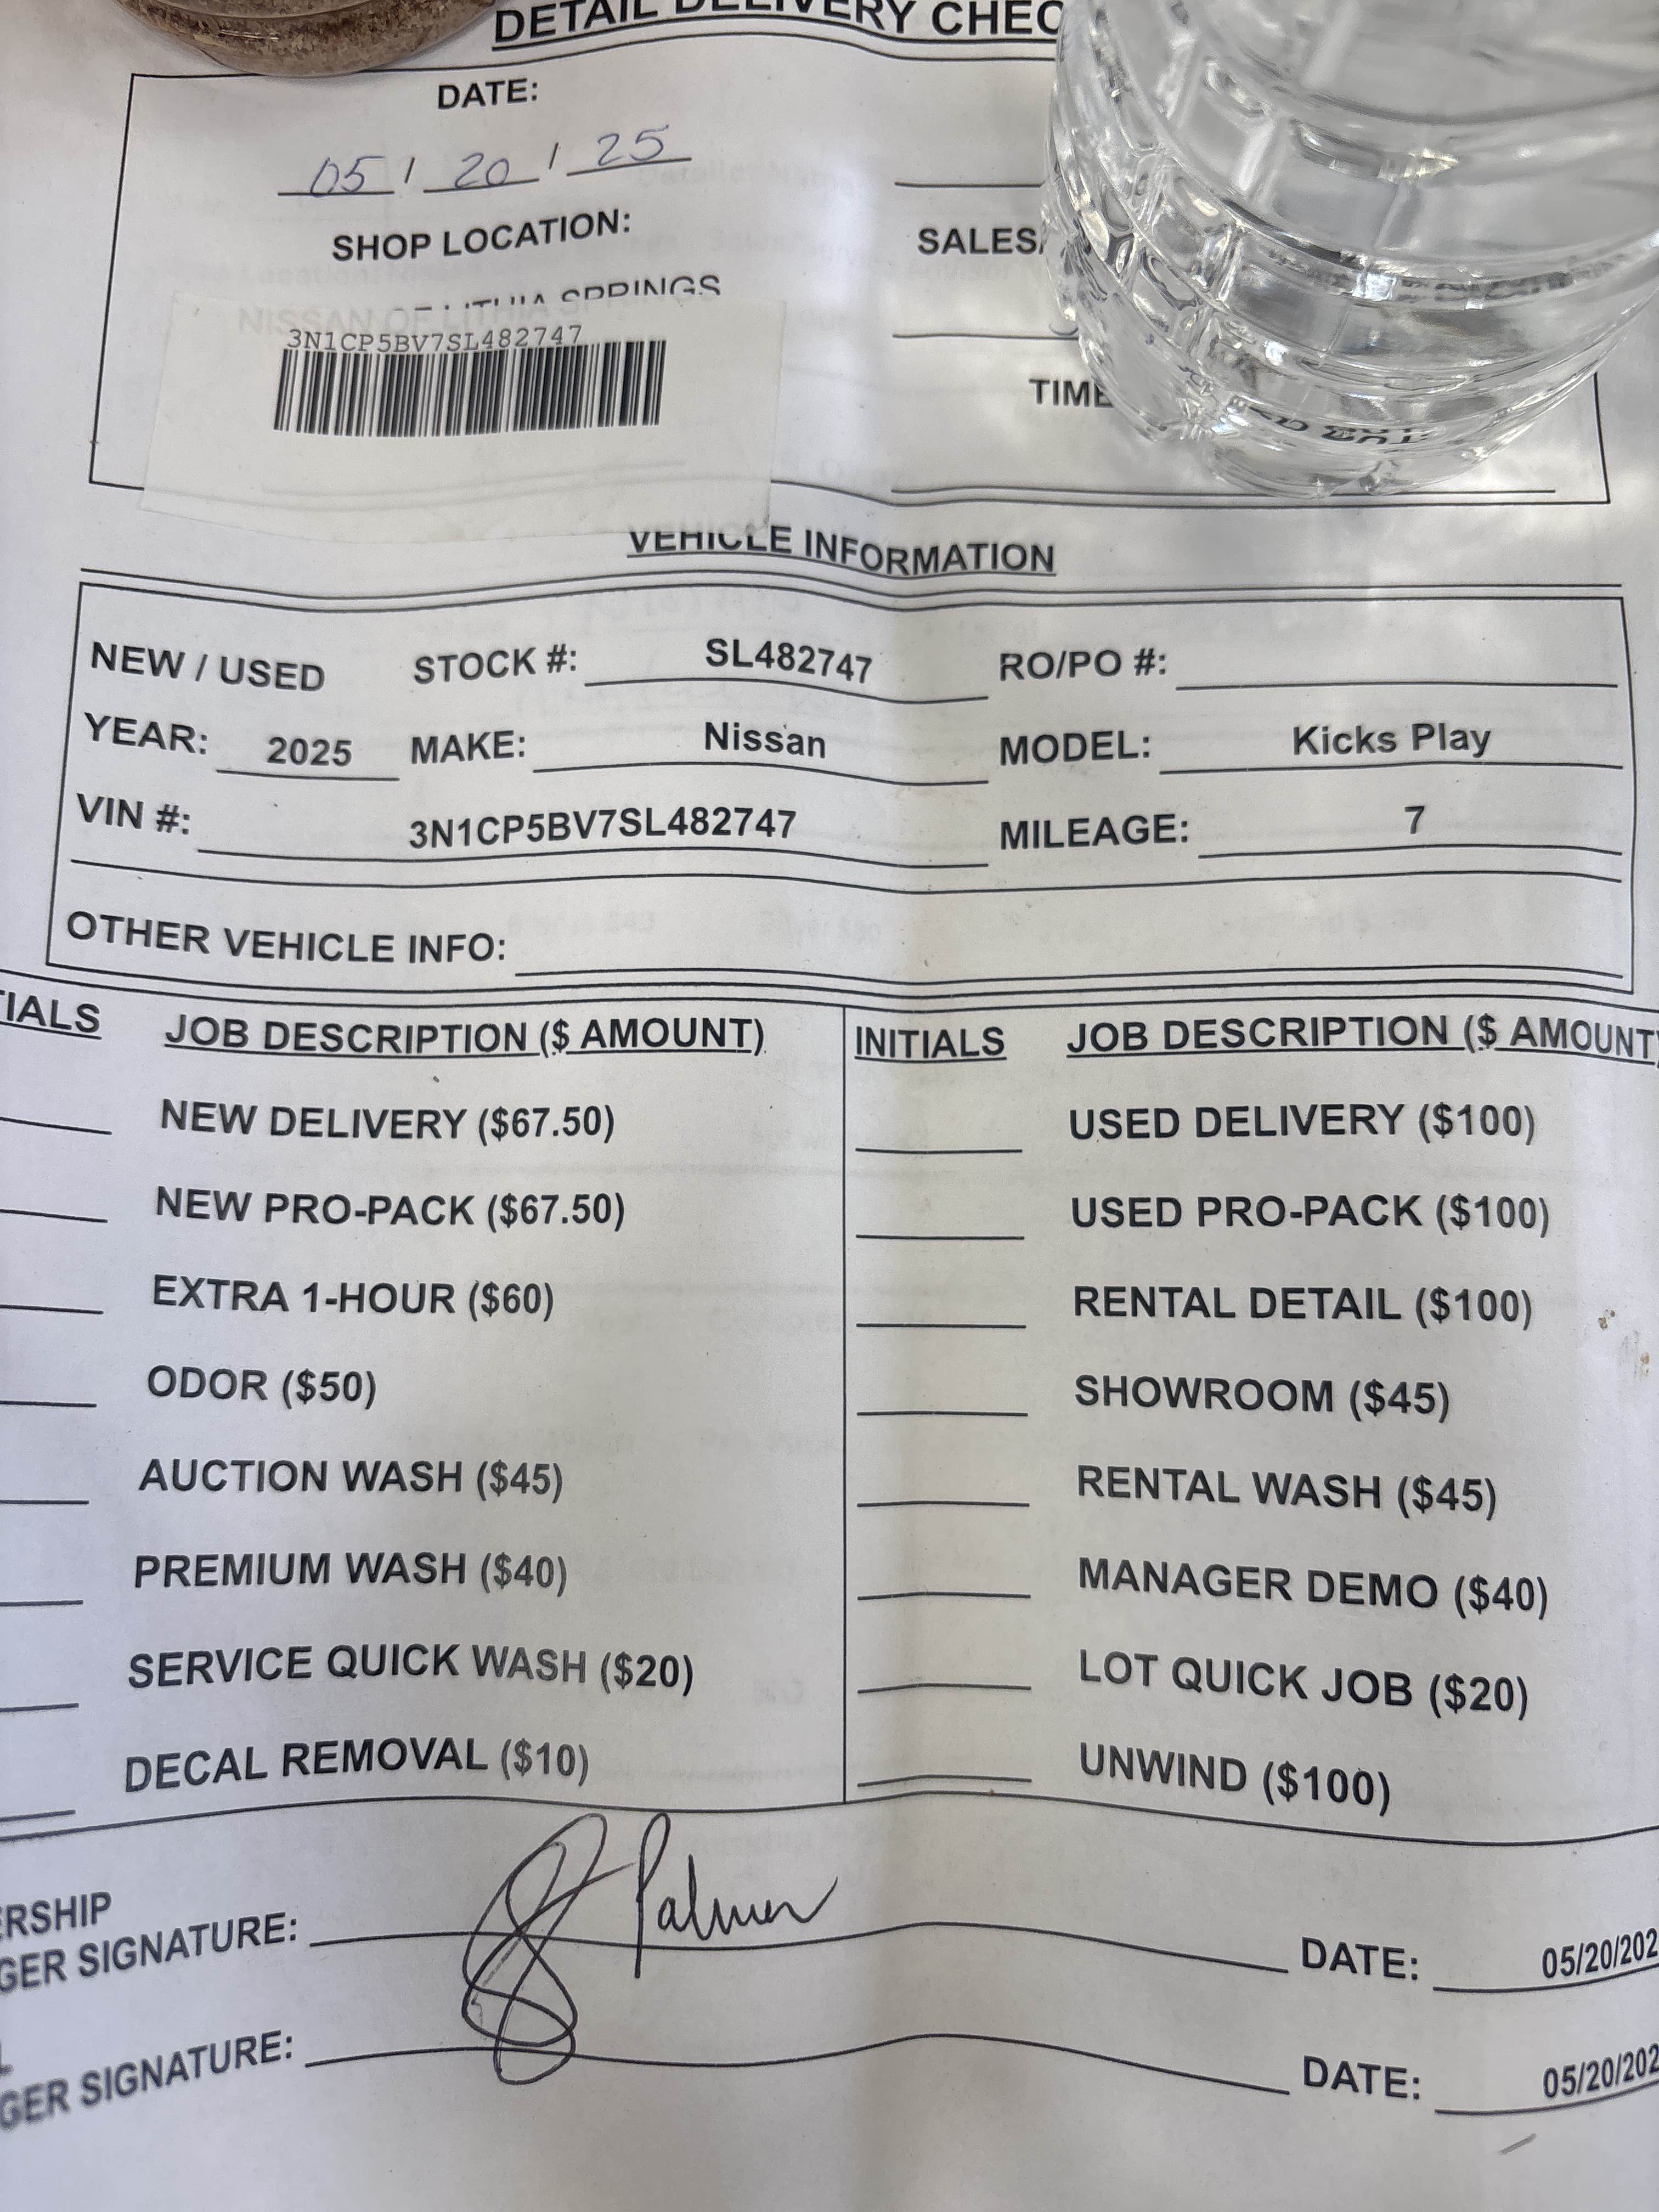 DETAIL DELIVERY CHEC
DATE:
05 / 20 / 25
SHOP LOCATION:
SALES/
LITHIA SPRINGS
NISSAN OF LITHIA SPRINGS
3N1CP5BV7SL482747
TIME
VEHICLE INFORMATION
NEW / USED STOCK #: SL482747 RO/PO #:
YEAR: 2025 MAKE: Nissan MODEL: Kicks Play
VIN #: 3N1CP5BV7SL482747 MILEAGE: 7
OTHER VEHICLE INFO:
TIALS JOB DESCRIPTION ($ AMOUNT) INITIALS JOB DESCRIPTION ($ AMOUNT)
NEW DELIVERY ($67.50) USED DELIVERY ($100)
NEW PRO-PACK ($67.50) USED PRO-PACK ($100)
EXTRA 1-HOUR ($60) RENTAL DETAIL ($100)
ODOR ($50) SHOWROOM ($45)
AUCTION WASH ($45) RENTAL WASH ($45)
PREMIUM WASH ($40) MANAGER DEMO ($40)
SERVICE QUICK WASH ($20) LOT QUICK JOB ($20)
DECAL REMOVAL ($10) UNWIND ($100)
ERSHIP
GER SIGNATURE: Palmer DATE: 05/20/202
L
GER SIGNATURE: DATE: 05/20/202